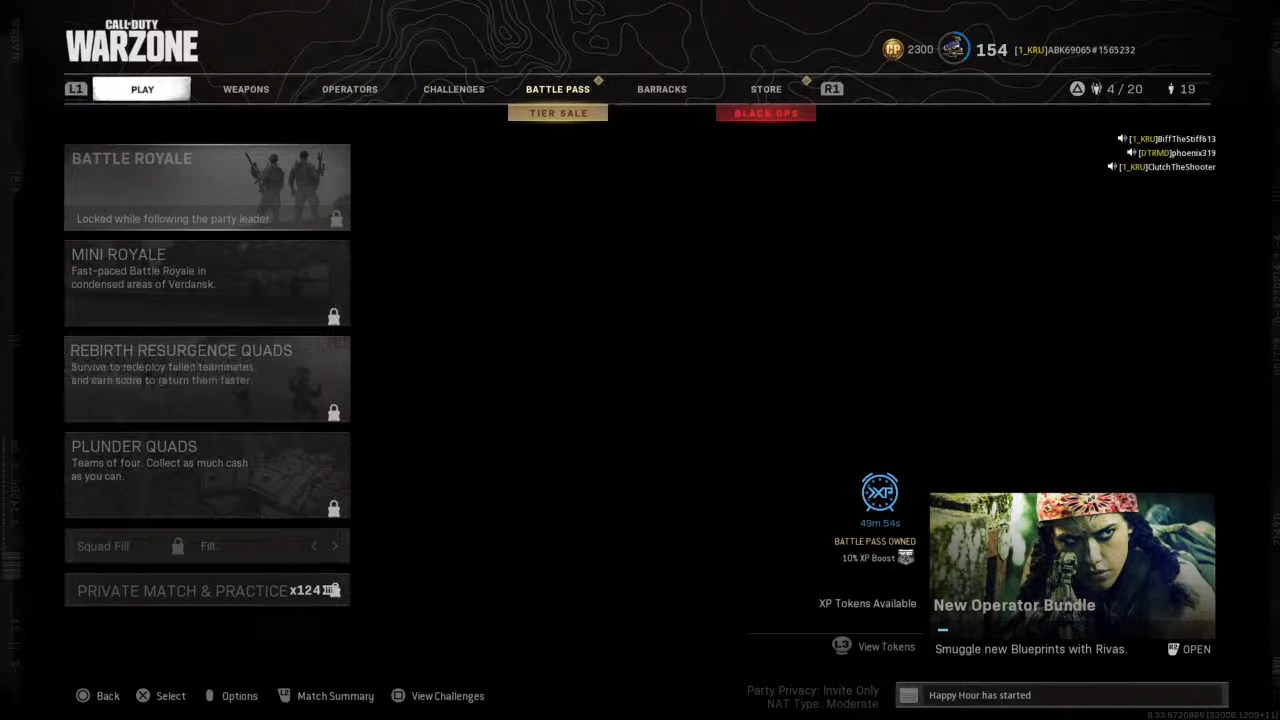 CALL OF DUTY
WARZONE
CP 2300 154 [1_KRU]ABK69065#1565232
L1 PLAY WEAPONS OPERATORS CHALLENGES BATTLE PASS BARRACKS STORE R1 4 / 20 19
TIER SALE BLACK OPS
[1_KRU]BiffTheStiff613
[DTRMD]phoenix319
[1_KRU]ClutchTheShooter
BATTLE ROYALE
Locked while following the party leader.
MINI ROYALE
Fast-paced Battle Royale in
condensed areas of Verdansk.
REBIRTH RESURGENCE QUADS
Survive to redeploy fallen teammates
and earn score to return them faster.
PLUNDER QUADS
Teams of four. Collect as much cash
as you can.
Squad Fill Fill
PRIVATE MATCH & PRACTICE x124
2XP
49m 54s
BATTLE PASS OWNED
10% XP Boost
XP Tokens Available
L3 View Tokens
New Operator Bundle
Smuggle new Blueprints with Rivas. R2 OPEN
Back Select Options L2 Match Summary View Challenges
Party Privacy: Invite Only
NAT Type: Moderate
Happy Hour has started